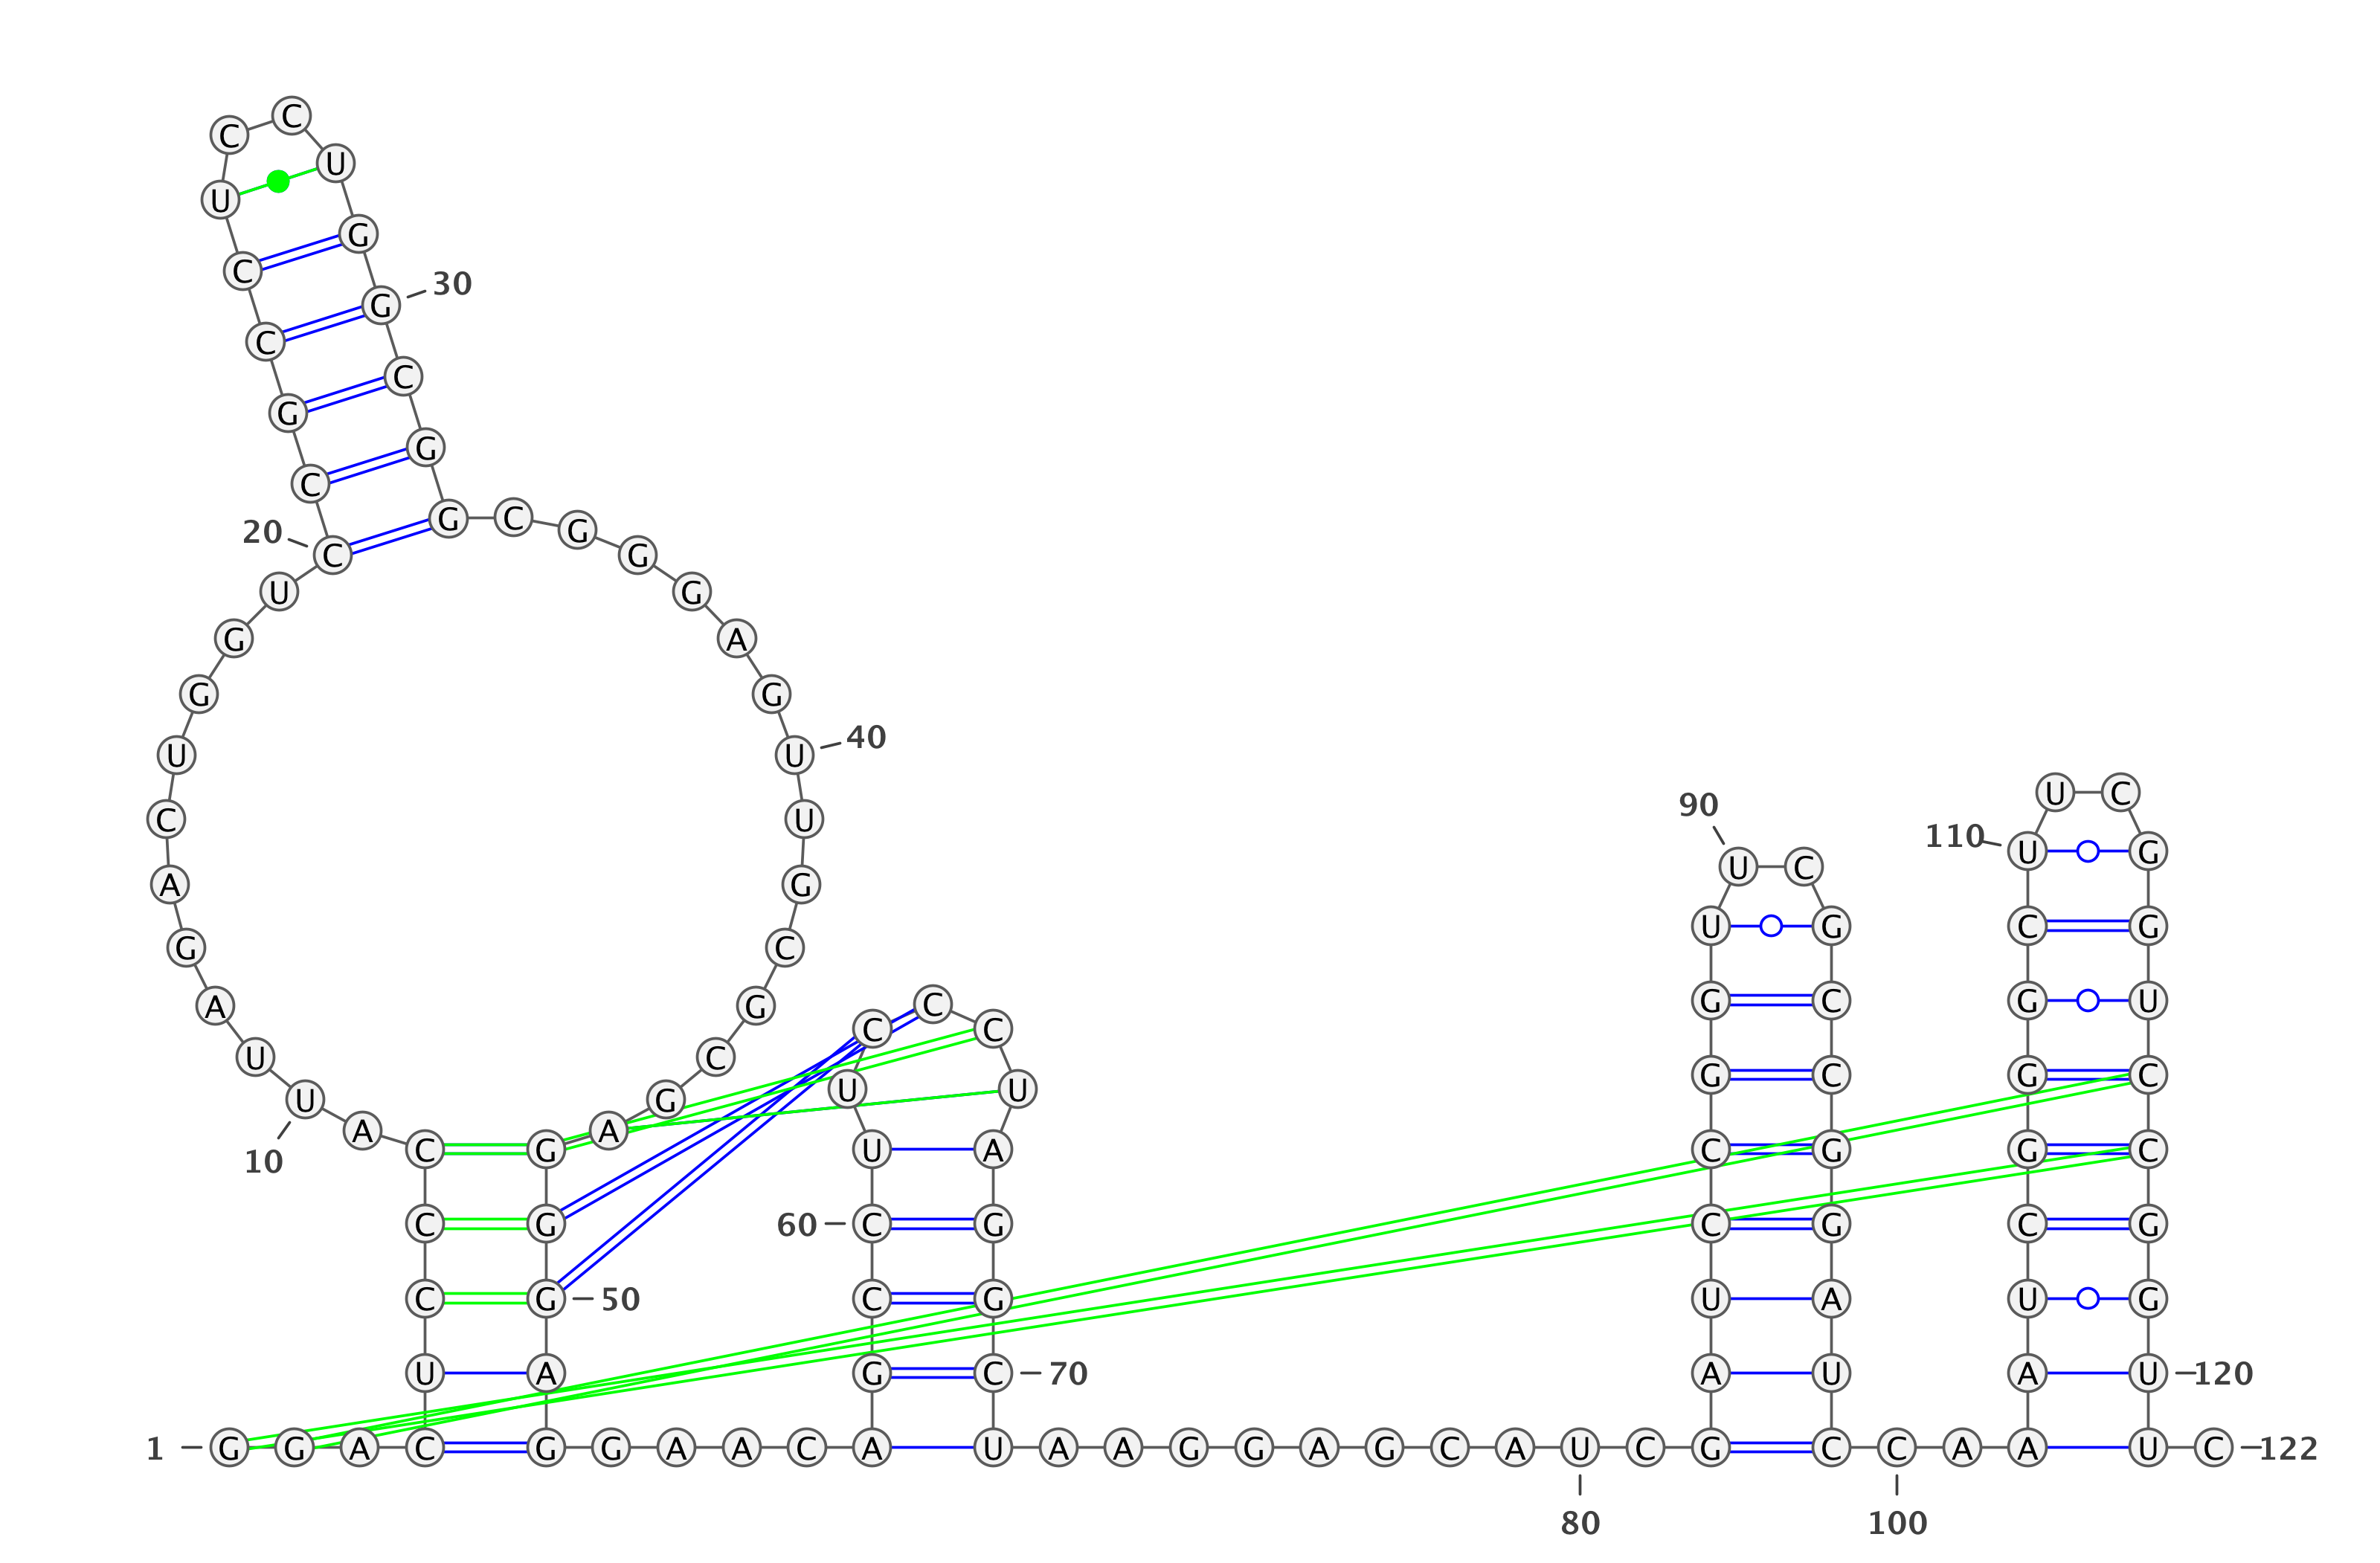 C
C
U
U
G
C 30
G
C
C
G
G
C
20 G C G
C G
U G
G A
G G
U U 40
U C
90
C U
110 U G
U C
A G
U G C G
G C
A G C G C G U
C C
U C
G C G C
U U
U G
A A
C G U A C G G C
10
C G 60 C G C G C G
C G 50 C G U A U G
U A G C 70 A U A U 120
1 G G A C G G A A C A U A A G G A G C A U C G C C A A U C 122
80 100